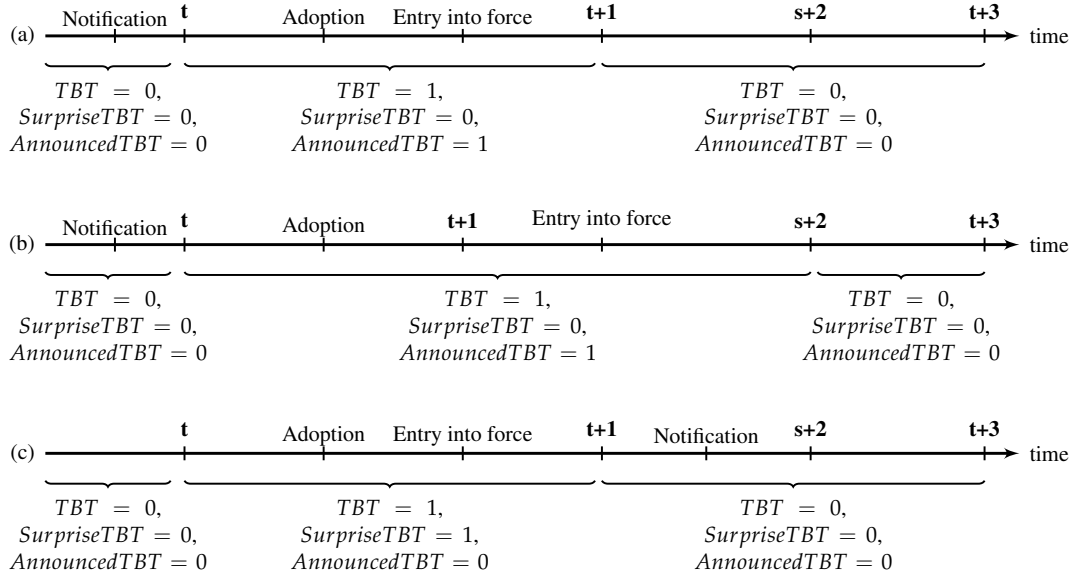 Notification t Adoption Entry into force t+1 s+2 t+3
(a) time
TBT = 0, TBT = 1, TBT = 0,
SurpriseTBT = 0, SurpriseTBT = 0, SurpriseTBT = 0,
AnnouncedTBT = 0 AnnouncedTBT = 1 AnnouncedTBT = 0
Notification t Adoption t+1 Entry into force s+2 t+3
(b) time
TBT = 0, TBT = 1, TBT = 0,
SurpriseTBT = 0, SurpriseTBT = 0, SurpriseTBT = 0,
AnnouncedTBT = 0 AnnouncedTBT = 1 AnnouncedTBT = 0
t Adoption Entry into force t+1 Notification s+2 t+3
(c) time
TBT = 0, TBT = 1, TBT = 0,
SurpriseTBT = 0, SurpriseTBT = 1, SurpriseTBT = 0,
AnnouncedTBT = 0 AnnouncedTBT = 0 AnnouncedTBT = 0